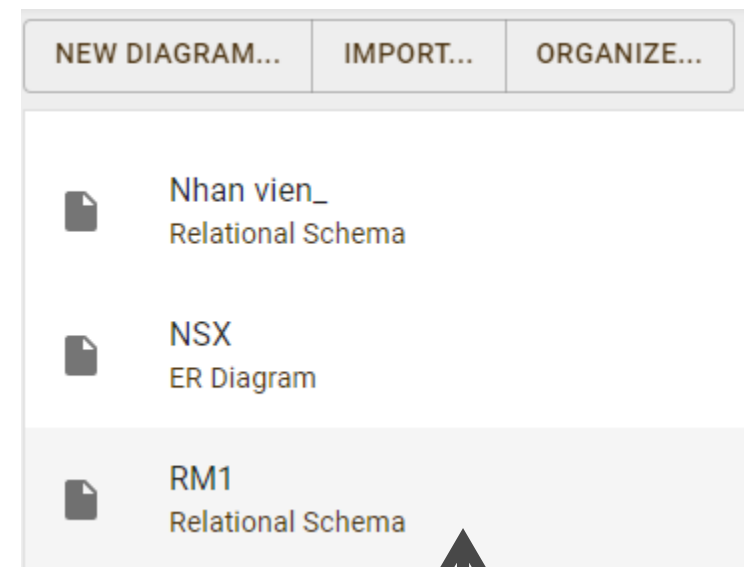 NEW DIAGRAM... IMPORT... ORGANIZE...
Nhan vien_
Relational Schema
NSX
ER Diagram
RM1
Relational Schema